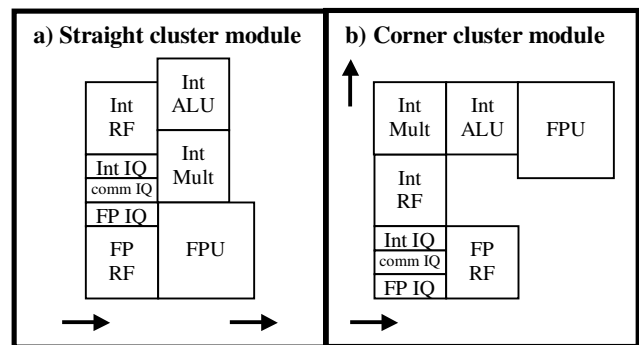 a) Straight cluster module
Int
RF
Int
ALU
Int IQ
comm IQ
Int
Mult
FP IQ
FP
RF
FPU
b) Corner cluster module
Int
Mult
Int
ALU
FPU
Int
RF
Int IQ
comm IQ
FP IQ
FP
RF